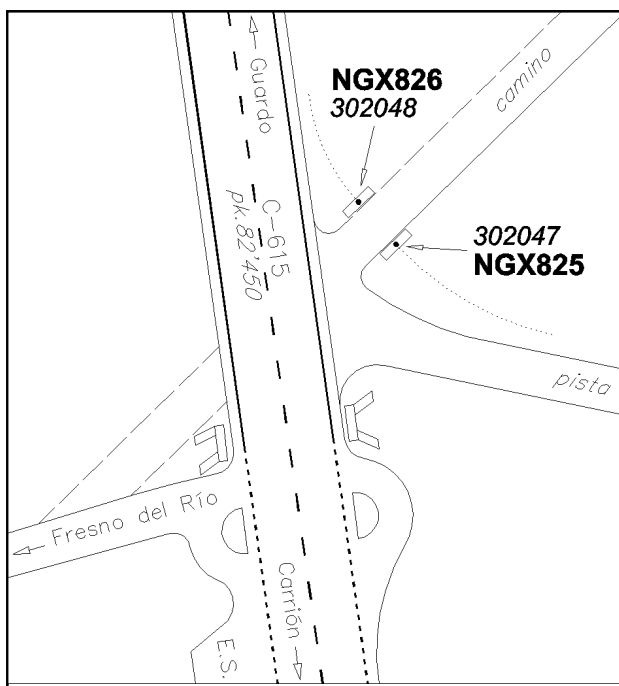 Guardo
NGX826
302048
camino
C-615
pk.82'450
302047
NGX825
pista
Fresno del Río
Carrión
E.S.